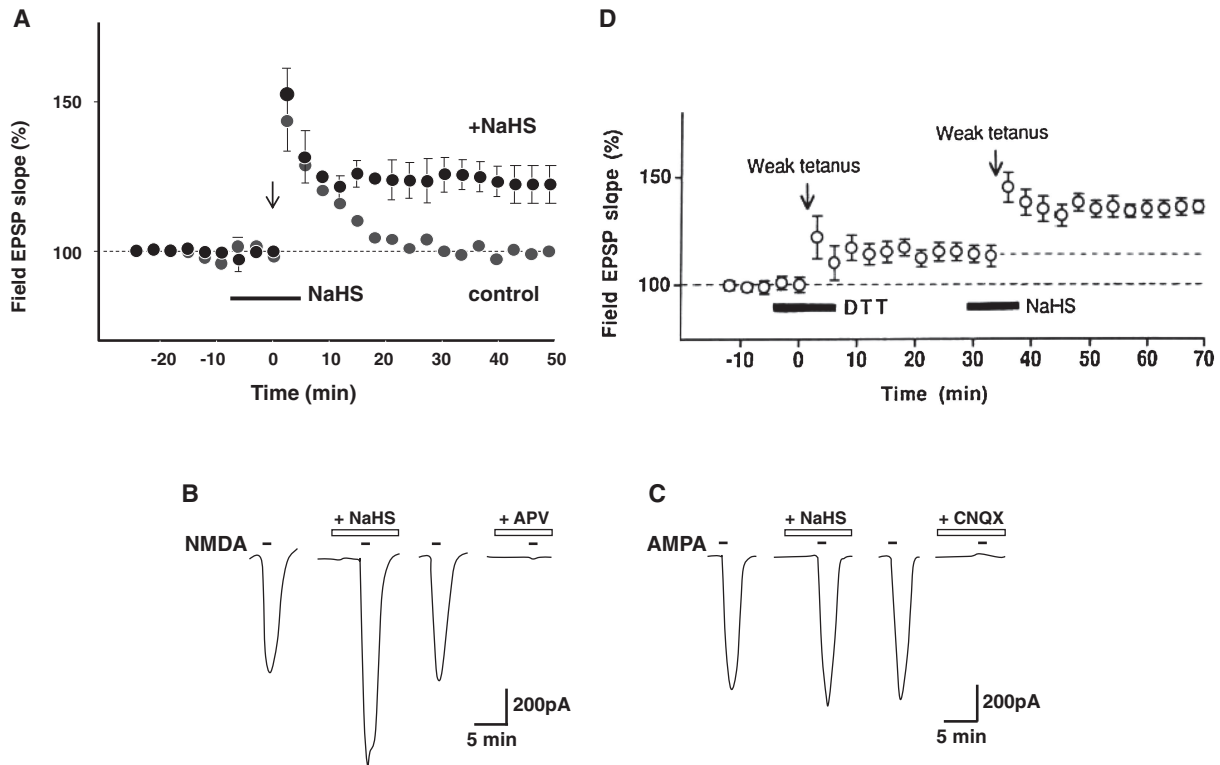 A
Field EPSP slope (%)
150
100
+NaHS
NaHS
control
-20 -10 0 10 20 30 40 50
Time (min)
D
Field EPSP slope (%)
150
100
Weak tetanus
Weak tetanus
DTT
NaHS
-10 0 10 20 30 40 50 60 70
Time (min)
B
NMDA
+ NaHS
+ APV
200pA
5 min
C
AMPA
+ NaHS
+ CNQX
200pA
5 min